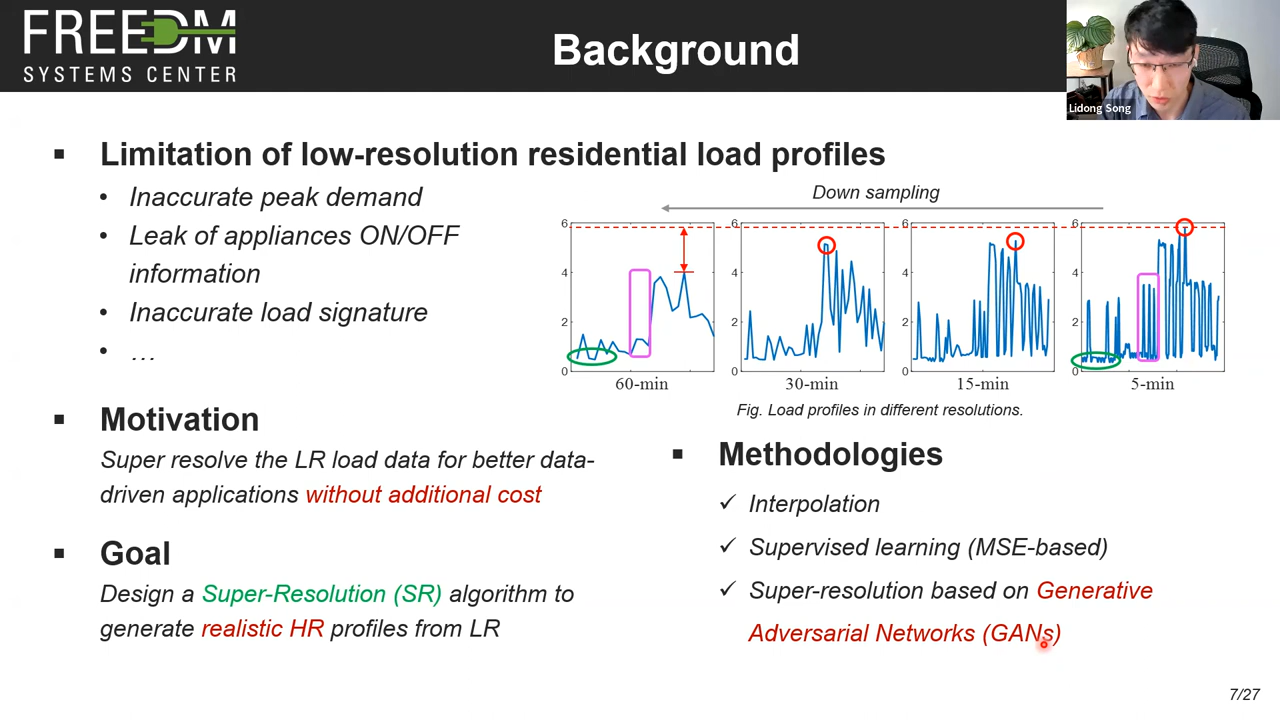 FREEDM
SYSTEMS CENTER
Background
Lidong Song
▪ Limitation of low-resolution residential load profiles
• Inaccurate peak demand
• Leak of appliances ON/OFF
information
• Inaccurate load signature
• …
Down sampling
6
4
2
0
60-min
6
4
2
0
30-min
6
4
2
0
15-min
6
4
2
0
5-min
Fig. Load profiles in different resolutions.
▪ Motivation
Super resolve the LR load data for better data-
driven applications without additional cost
▪ Goal
Design a Super-Resolution (SR) algorithm to
generate realistic HR profiles from LR
▪ Methodologies
✓ Interpolation
✓ Supervised learning (MSE-based)
✓ Super-resolution based on Generative
Adversarial Networks (GANs)
7/27